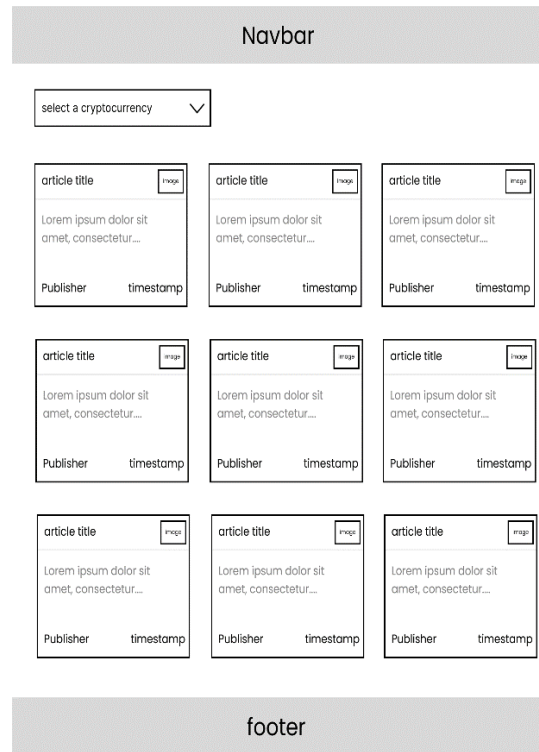 Navbar
select a cryptocurrency
article title
image
Lorem ipsum dolor sit
amet, consectetur....
Publisher timestamp
article title
image
Lorem ipsum dolor sit
amet, consectetur....
Publisher timestamp
article title
image
Lorem ipsum dolor sit
amet, consectetur....
Publisher timestamp
article title
image
Lorem ipsum dolor sit
amet, consectetur....
Publisher timestamp
article title
image
Lorem ipsum dolor sit
amet, consectetur....
Publisher timestamp
article title
image
Lorem ipsum dolor sit
amet, consectetur....
Publisher timestamp
article title
image
Lorem ipsum dolor sit
amet, consectetur....
Publisher timestamp
article title
image
Lorem ipsum dolor sit
amet, consectetur....
Publisher timestamp
article title
image
Lorem ipsum dolor sit
amet, consectetur....
Publisher timestamp
footer